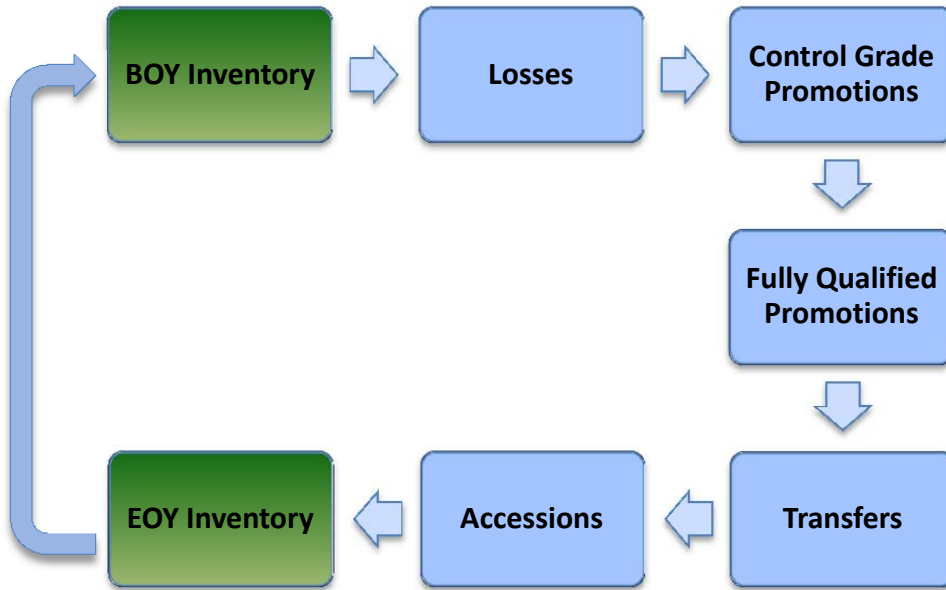 BOY Inventory
Losses
Control Grade
Promotions
Fully Qualified
Promotions
Transfers
Accessions
EOY Inventory